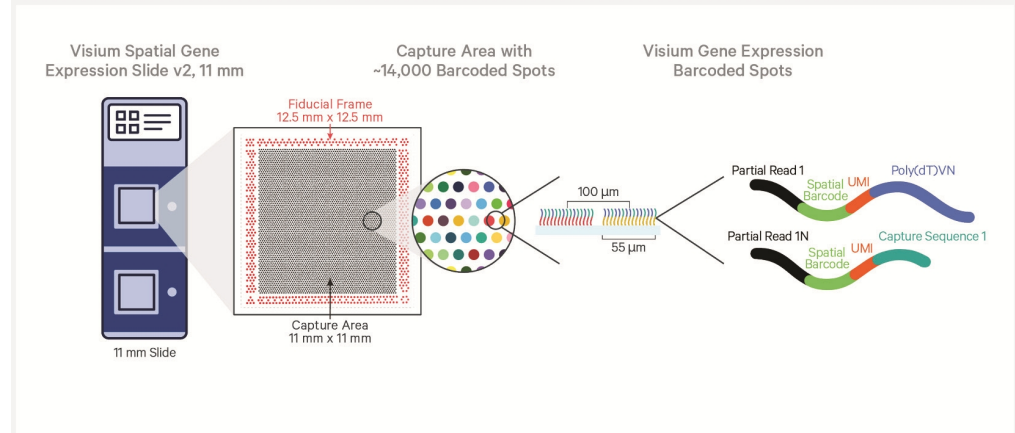 Visium Spatial Gene
Expression Slide v2, 11 mm
Capture Area with
~14,000 Barcoded Spots
Visium Gene Expression
Barcoded Spots
Fiducial Frame
12.5 mm x 12.5 mm
Capture Area
11 mm x 11 mm
11 mm Slide
100 µm
55 µm
Partial Read 1
Spatial
Barcode
UMI
Poly(dT)VN
Partial Read 1N
Spatial
Barcode
UMI
Capture Sequence 1